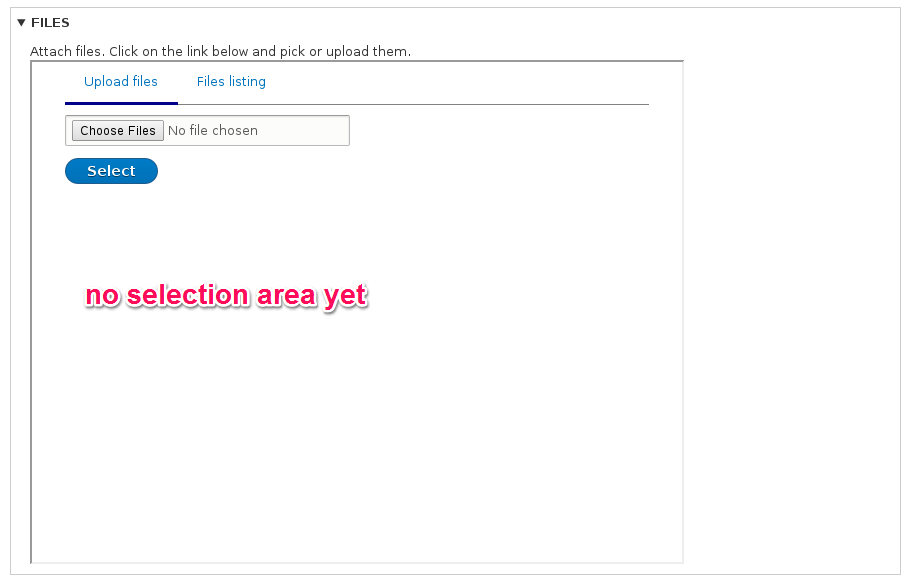 ▼ FILES
Attach files. Click on the link below and pick or upload them.
Upload files Files listing
Choose Files No file chosen
Select
no selection area yet